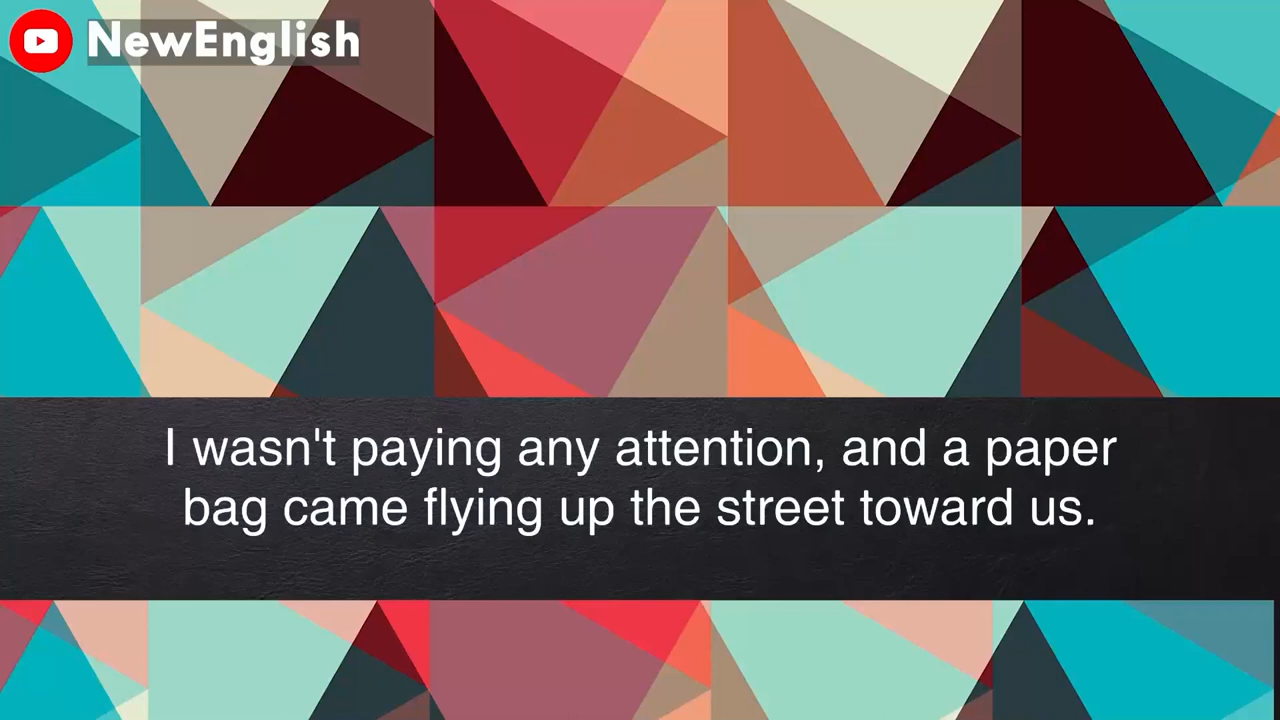 NewEnglish
I wasn't paying any attention, and a paper
bag came flying up the street toward us.